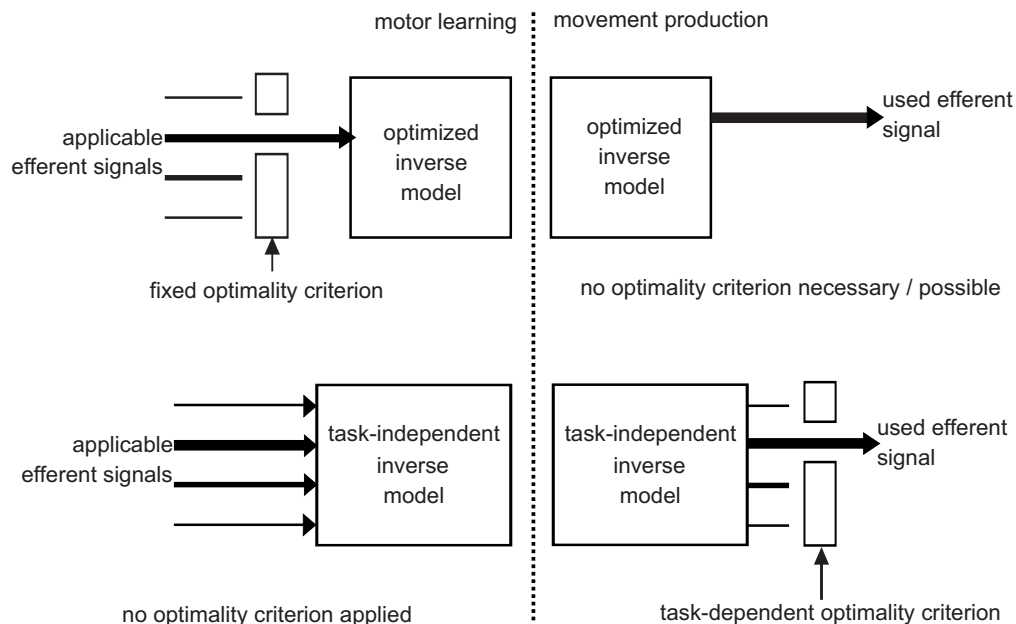 motor learning
movement production
applicable
efferent signals
optimized
inverse
model
optimized
inverse
model
used efferent
signal
fixed optimality criterion
no optimality criterion necessary / possible
applicable
efferent signals
task-independent
inverse
model
task-independent
inverse
model
used efferent
signal
no optimality criterion applied
task-dependent optimality criterion